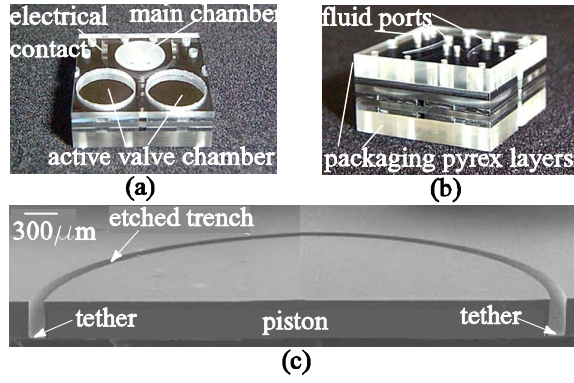 electrical
contact
main chamber
active valve chamber
(a)
fluid ports
packaging pyrex layers
(b)
300μm
etched trench
tether
piston
tether
(c)